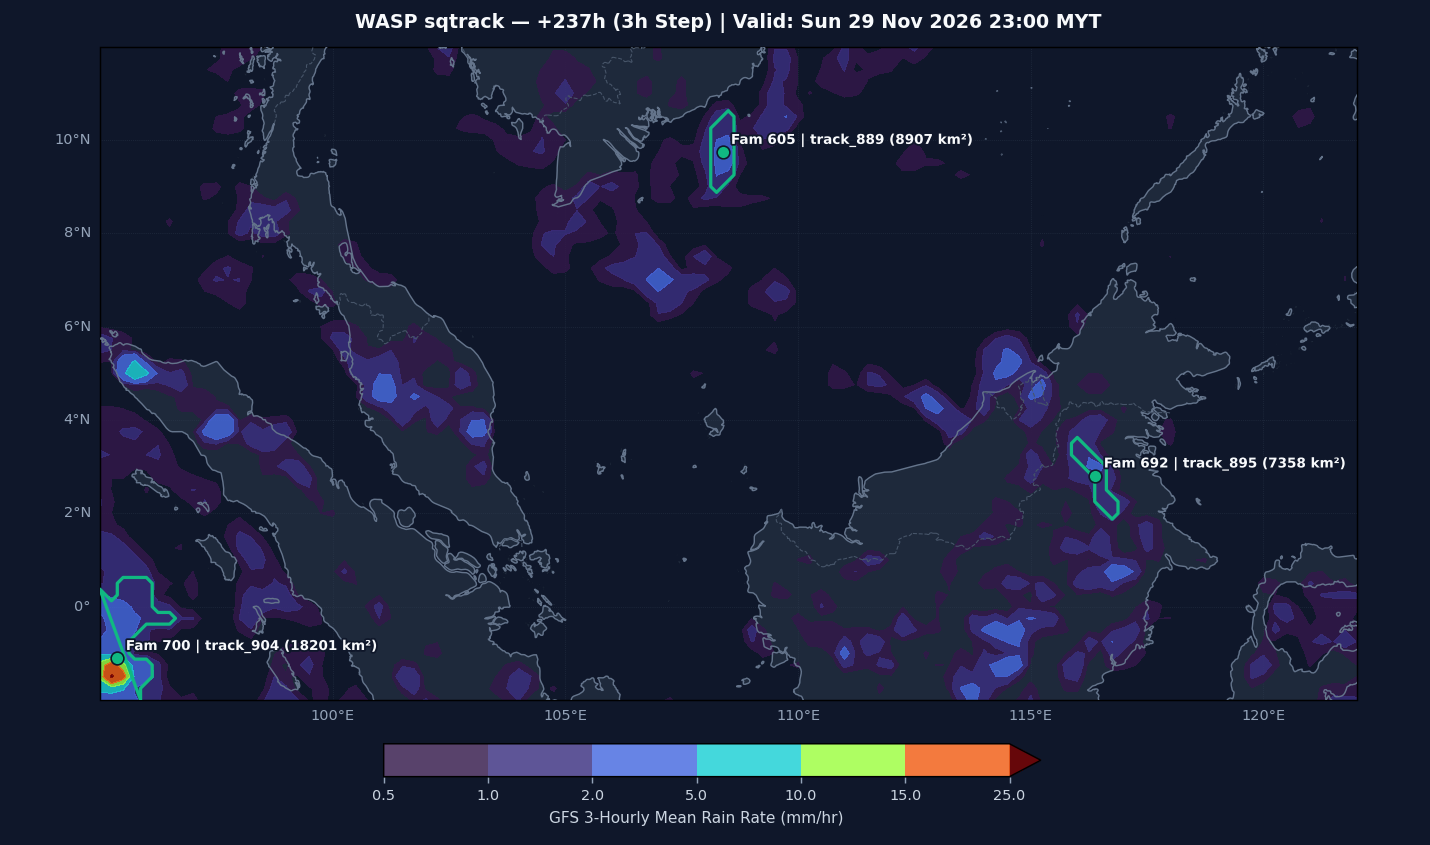 WASP sqtrack — +237h (3h Step) | Valid: Sun 29 Nov 2026 23:00 MYT
10°N
Fam 605 | track_889 (8907 km²)
8°N
6°N
4°N
Fam 692 | track_895 (7358 km²)
2°N
0°
Fam 700 | track_904 (18201 km²)
100°E 105°E 110°E 115°E 120°E
0.5 1.0 2.0 5.0 10.0 15.0 25.0
GFS 3-Hourly Mean Rain Rate (mm/hr)